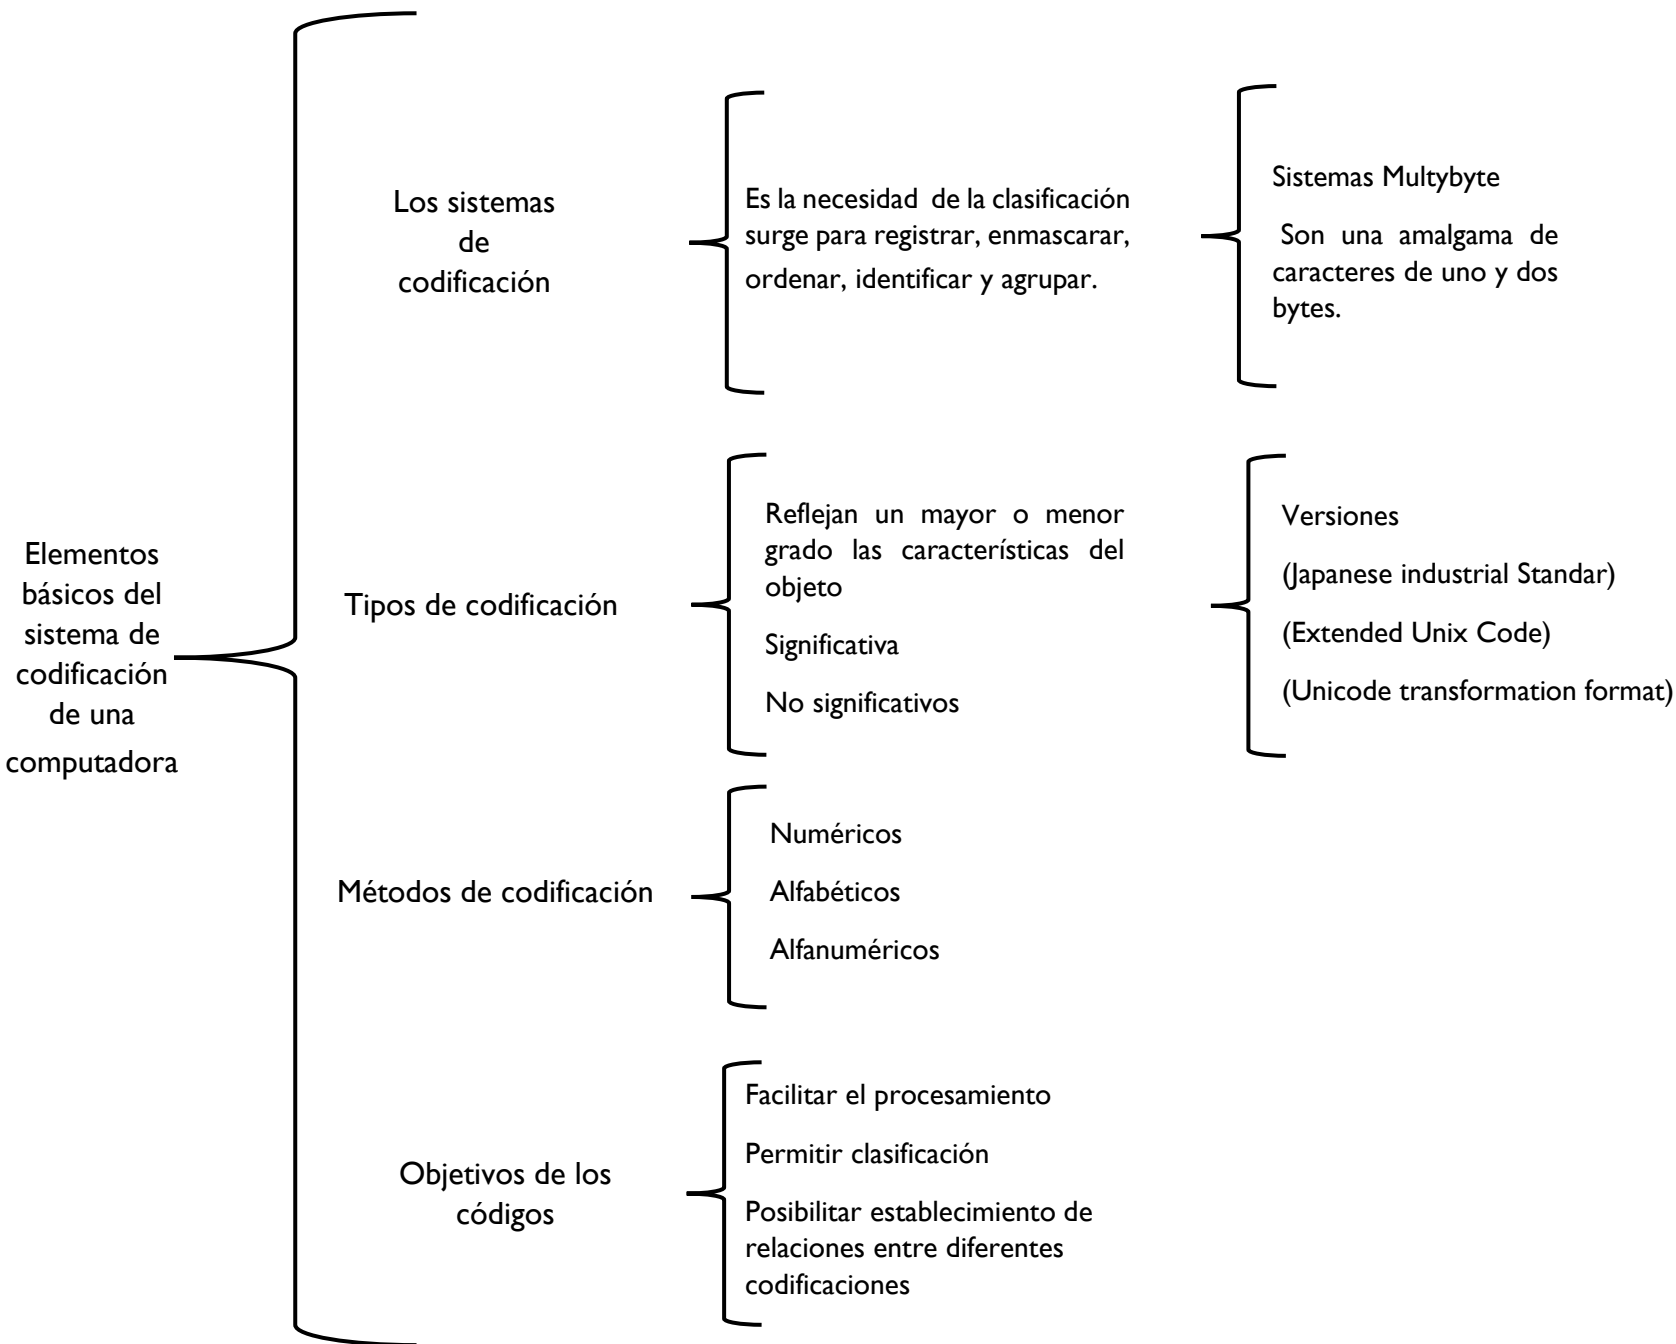 Elementos
básicos del
sistema de
codificación
de una
computadora
Los sistemas
de
codificación
Es la necesidad de la clasificación
surge para registrar, enmascarar,
ordenar, identificar y agrupar.
Sistemas Multybyte
Son una amalgama de
caracteres de uno y dos
bytes.
Tipos de codificación
Reflejan un mayor o menor
grado las características del
objeto
Significativa
No significativos
Versiones
(Japanese industrial Standar)
(Extended Unix Code)
(Unicode transformation format)
Métodos de codificación
Numéricos
Alfabéticos
Alfanuméricos
Objetivos de los
códigos
Facilitar el procesamiento
Permitir clasificación
Posibilitar establecimiento de
relaciones entre diferentes
codificaciones